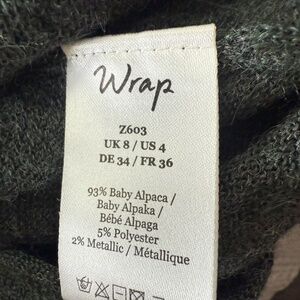 Wrap
Z603
UK 8 / US 4
DE 34 / FR 36
93% Baby Alpaca /
Baby Alpaka /
Bébé Alpaga
5% Polyester
2% Metallic / Métallique